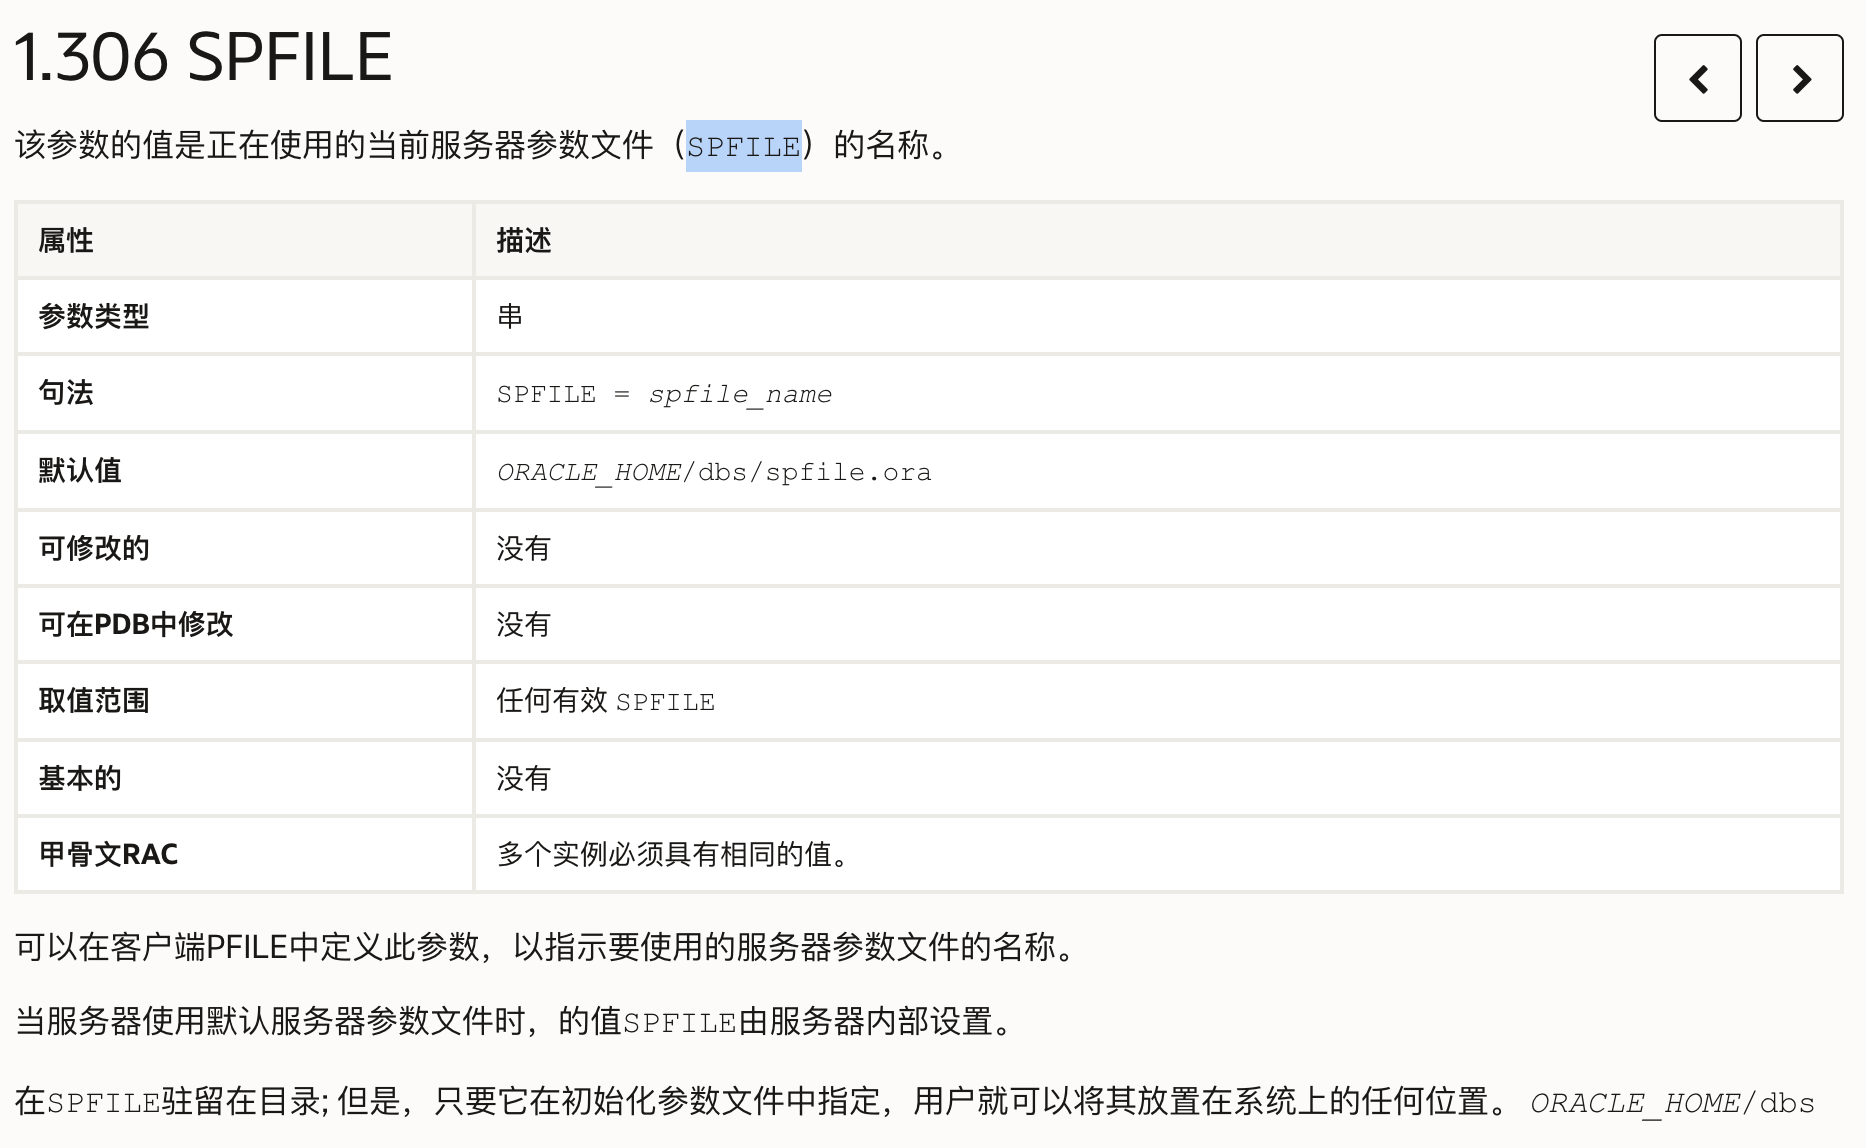 1.306 SPFILE
该参数的值是正在使用的当前服务器参数文件（SPFILE）的名称。
属性 描述
参数类型 串
句法 SPFILE = spfile_name
默认值 ORACLE_HOME/dbs/spfile.ora
可修改的 没有
可在PDB中修改 没有
取值范围 任何有效 SPFILE
基本的 没有
甲骨文RAC 多个实例必须具有相同的值。
可以在客户端PFILE中定义此参数，以指示要使用的服务器参数文件的名称。
当服务器使用默认服务器参数文件时，的值SPFILE由服务器内部设置。
在SPFILE驻留在目录; 但是，只要它在初始化参数文件中指定，用户就可以将其放置在系统上的任何位置。 ORACLE_HOME/dbs